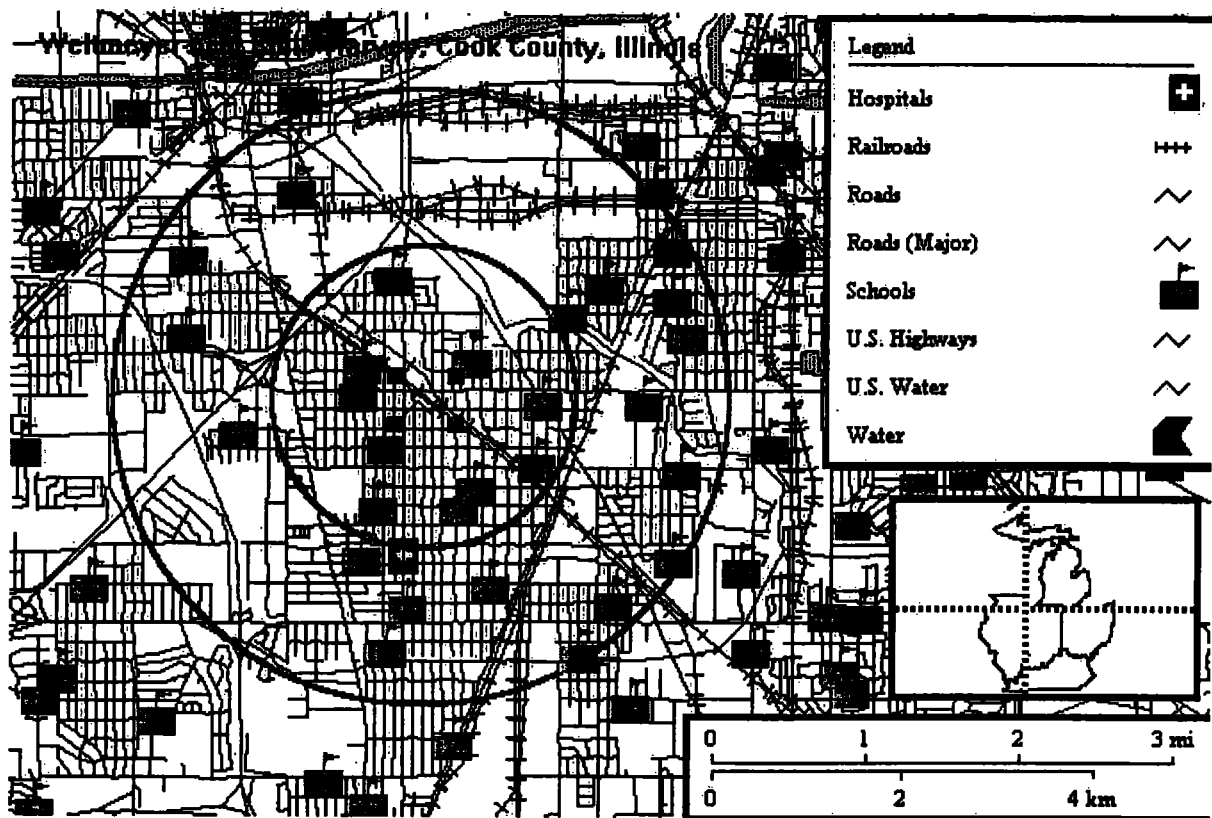 Cook County, Illinois
Legend
Hospitals
Railroads
Roads
Roads (Major)
Schools
U.S. Highways
U.S. Water
Water
0 1 2 3 mi
0 2 4 km